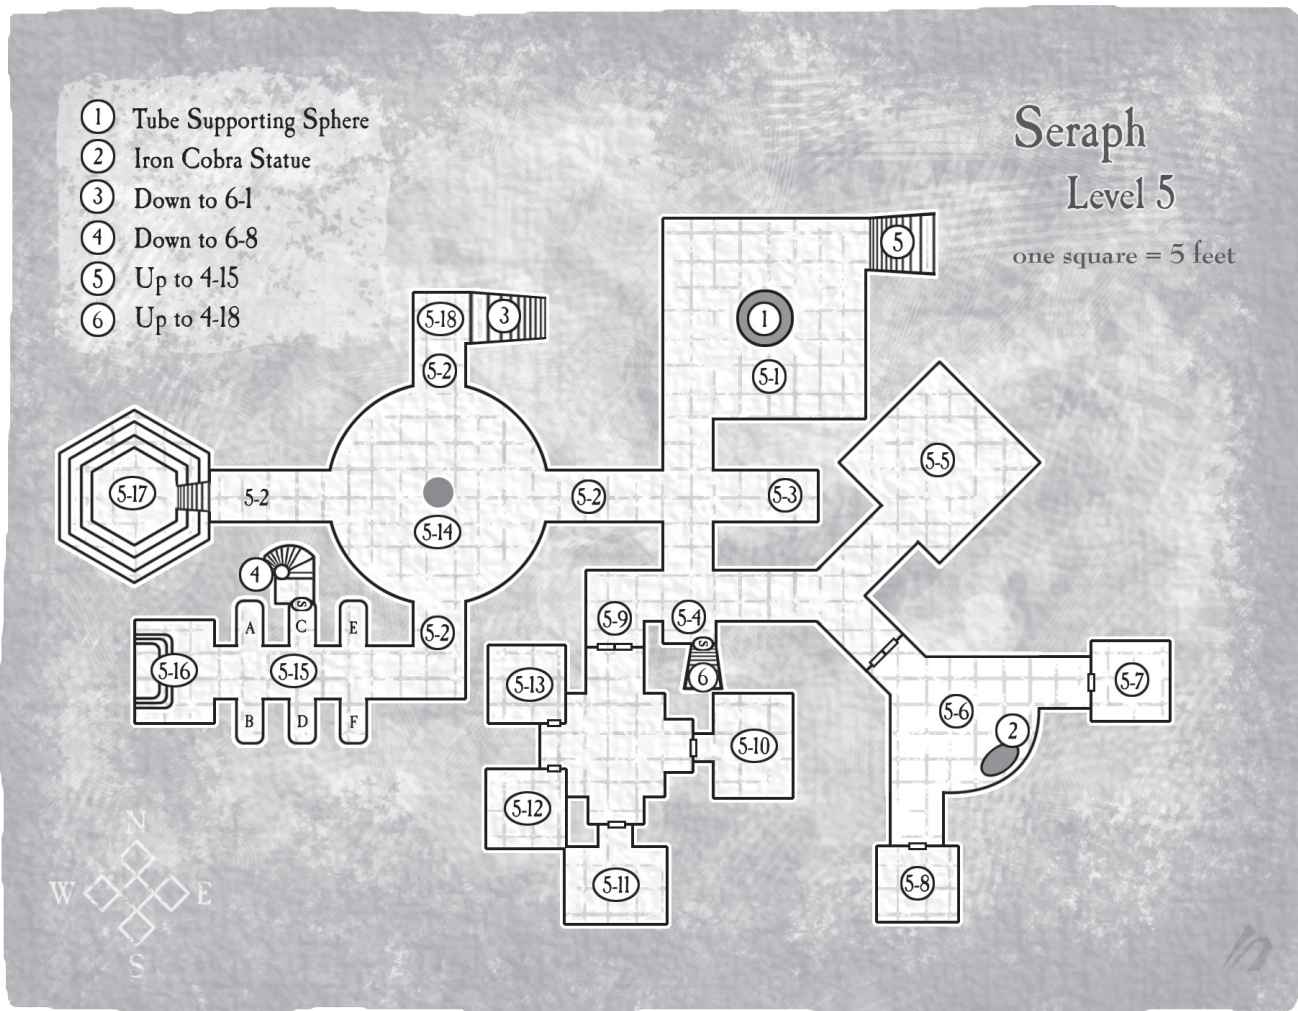 1 Tube Supporting Sphere
2 Iron Cobra Statue
3 Down to 6-1
4 Down to 6-8
5 Up to 4-15
6 Up to 4-18
Seraph
Level 5
one square = 5 feet
5
5-18
3
1
5-2
5-1
5-5
5-17
5-2
5-2
5-3
5-14
4
S
A
C
E
5-2
5-9
5-4
S
5-16
5-15
6
5-13
5-7
B
D
F
5-6
2
5-10
5-12
5-11
5-8
N
W
E
S